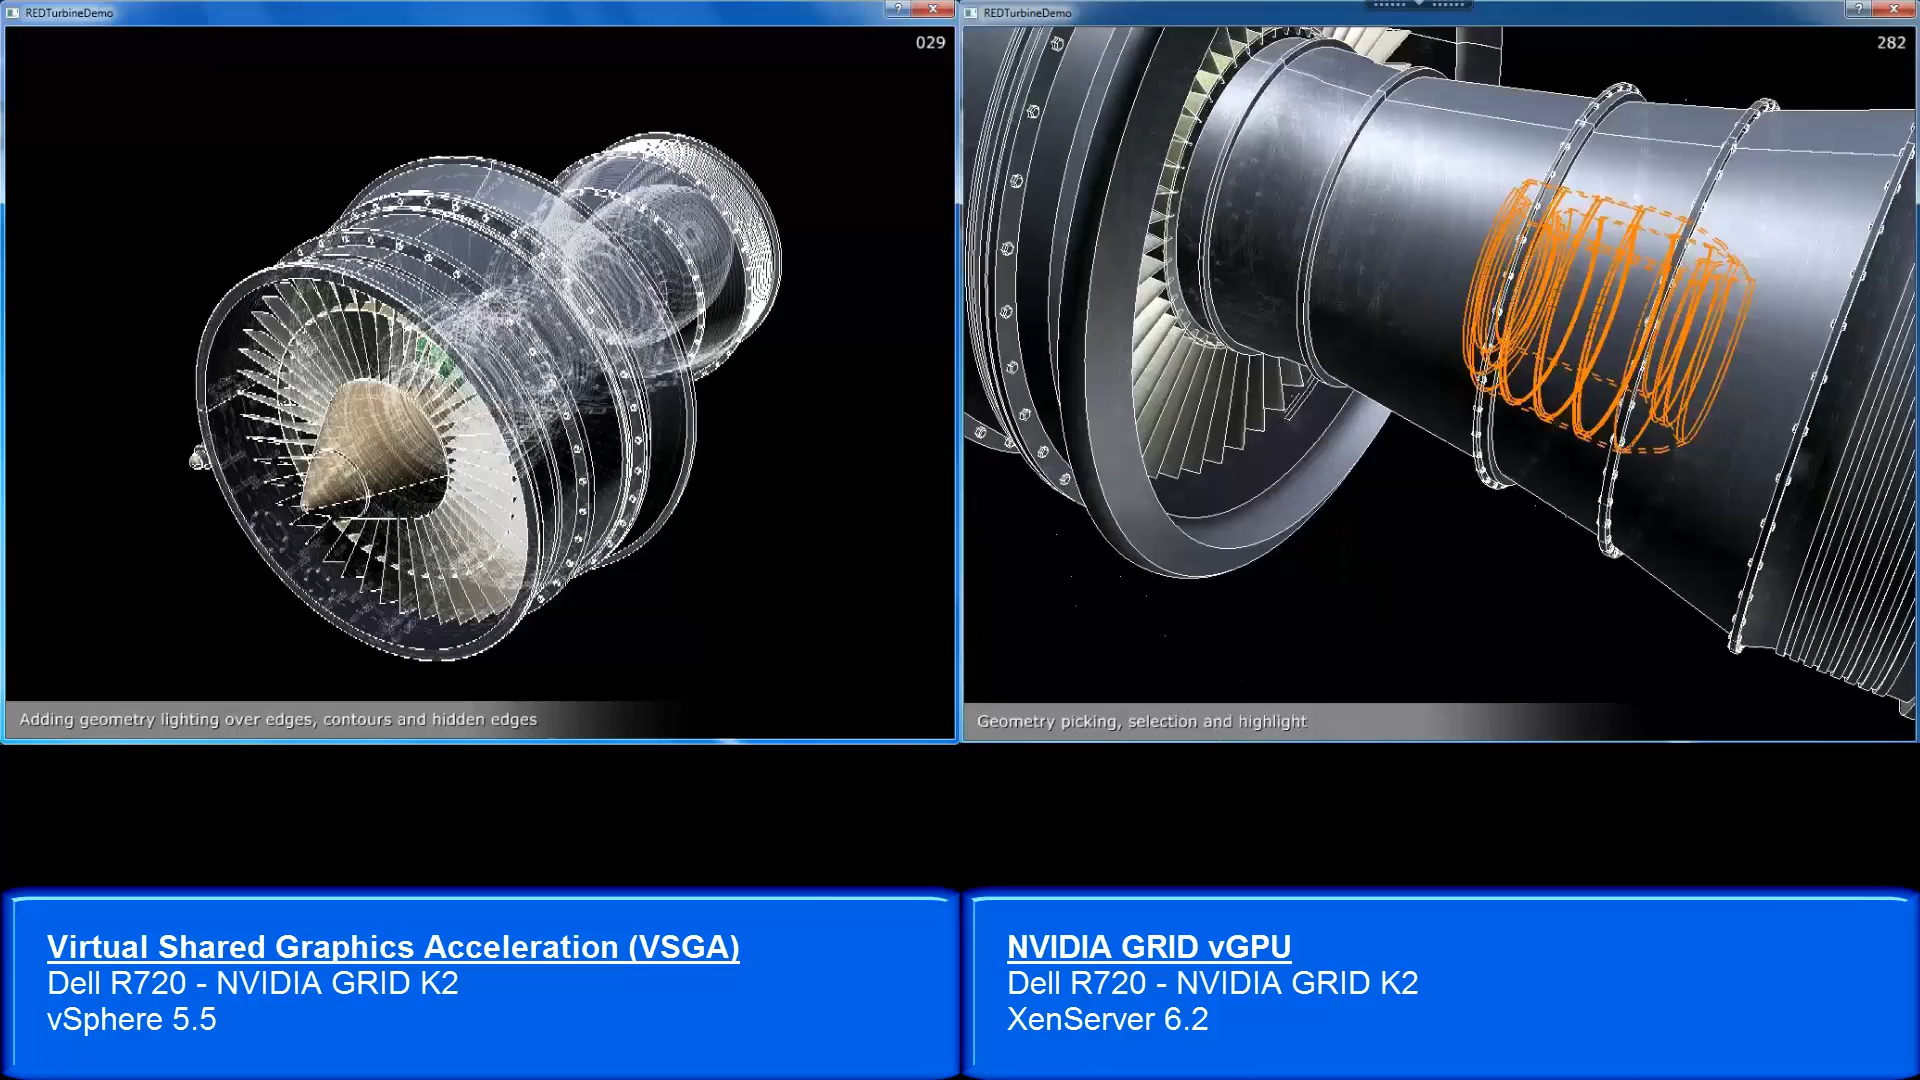 REDTurbineDemo
029
Adding geometry lighting over edges, contours and hidden edges
REDTurbineDemo
282
Geometry picking, selection and highlight
Virtual Shared Graphics Acceleration (VSGA)
Dell R720 - NVIDIA GRID K2
vSphere 5.5
NVIDIA GRID vGPU
Dell R720 - NVIDIA GRID K2
XenServer 6.2